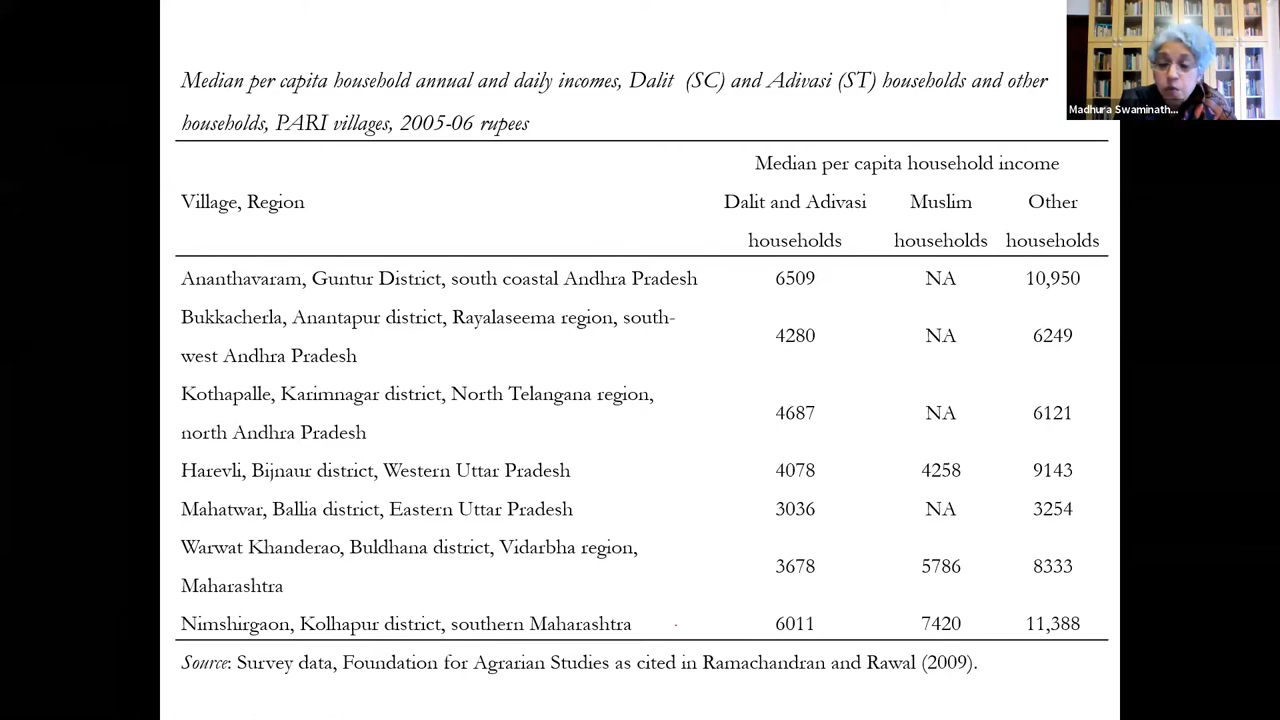 Madhura Swaminath...
Median per capita household annual and daily incomes, Dalit (SC) and Adivasi (ST) households and other
households, PARI villages, 2005-06 rupees
Median per capita household income
Village, Region Dalit and Adivasi Muslim Other
households households households
Ananthavaram, Guntur District, south coastal Andhra Pradesh 6509 NA 10,950
Bukkacherla, Anantapur district, Rayalaseema region, south-
4280 NA 6249
west Andhra Pradesh
Kothapalle, Karimnagar district, North Telangana region,
4687 NA 6121
north Andhra Pradesh
Harevli, Bijnaur district, Western Uttar Pradesh 4078 4258 9143
Mahatwar, Ballia district, Eastern Uttar Pradesh 3036 NA 3254
Warwat Khanderao, Buldhana district, Vidarbha region,
3678 5786 8333
Maharashtra
Nimshirgaon, Kolhapur district, southern Maharashtra 6011 7420 11,388
Source: Survey data, Foundation for Agrarian Studies as cited in Ramachandran and Rawal (2009).